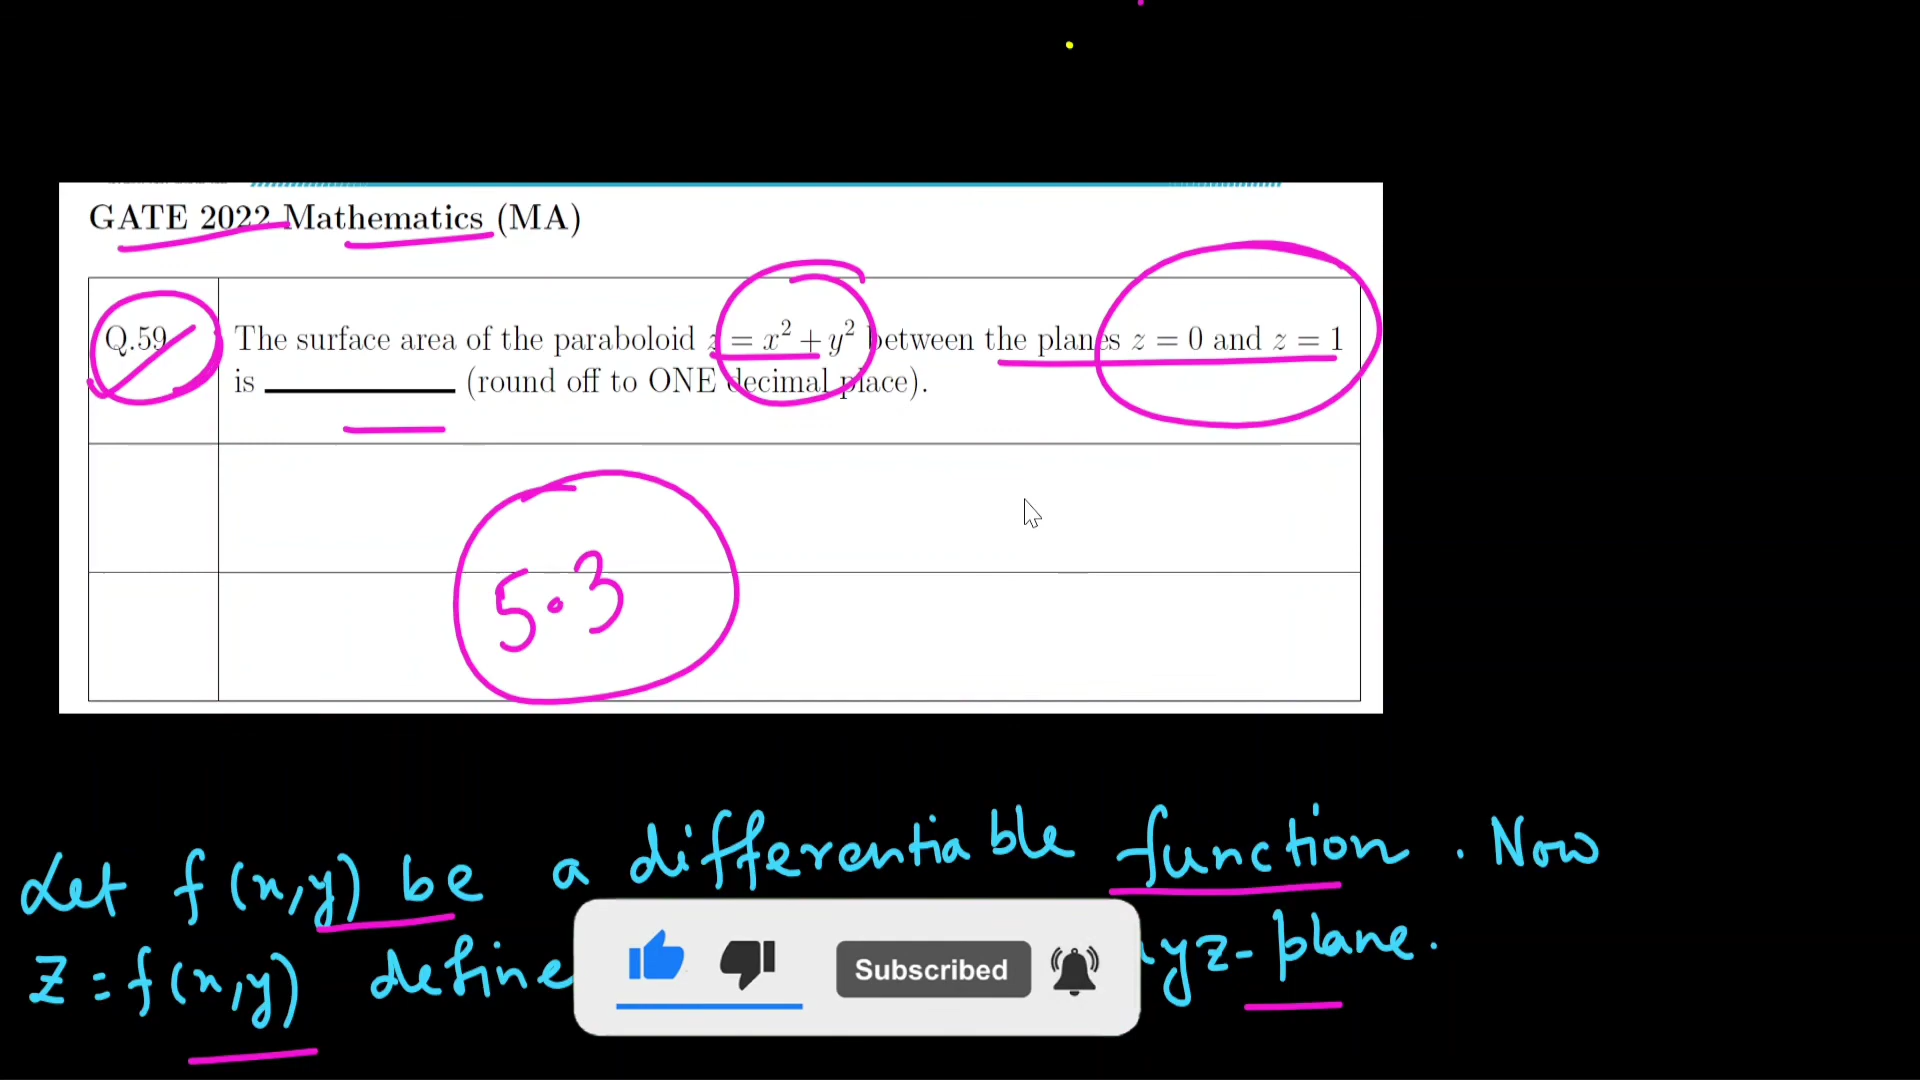 GATE 2022 Mathematics (MA)
Q.59 The surface area of the paraboloid z = x² + y² between the planes z = 0 and z = 1
is __________ (round off to ONE decimal place).
5.3
Let f(x,y) be a differentiable function. Now
z = f(x,y) define yz-plane.
Subscribed